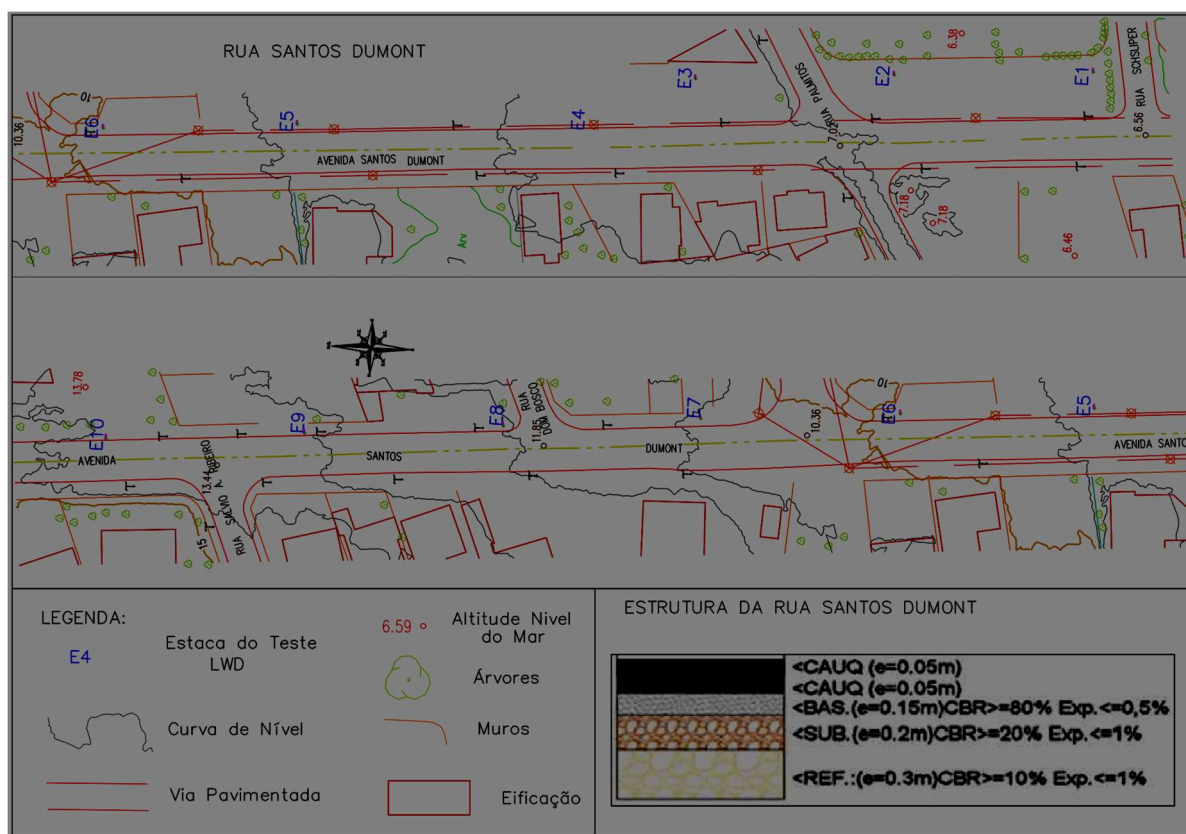 RUA SANTOS DUMONT
6.38
E3
E2
E1
RUA PALMITOS
6.56 RUA SCHSLIPER
10
10.36
E6
E5
E4
7.02
AVENIDA SANTOS DUMONT
7.18
7.18
6.46
Arv
13.78
10
E10
E9
E8
RUA DOM BOSCO
11.85
E7
10.36
E6
E5
AVENIDA
SANTOS
DUMONT
AVENIDA SANTO
13.44
15
LEGENDA:
E4
Estaca do Teste
LWD
6.59
Altitude Nivel
do Mar
Árvores
Curva de Nível
Muros
Via Pavimentada
Eificação
ESTRUTURA DA RUA SANTOS DUMONT
<CAUQ (e=0.05m)
<CAUQ (e=0.05m)
<BAS.(e=0.15m)CBR>=80% Exp.<=0,5%
<SUB.(e=0.2m)CBR>=20% Exp.<=1%
<REF.:(e=0.3m)CBR>=10% Exp.<=1%